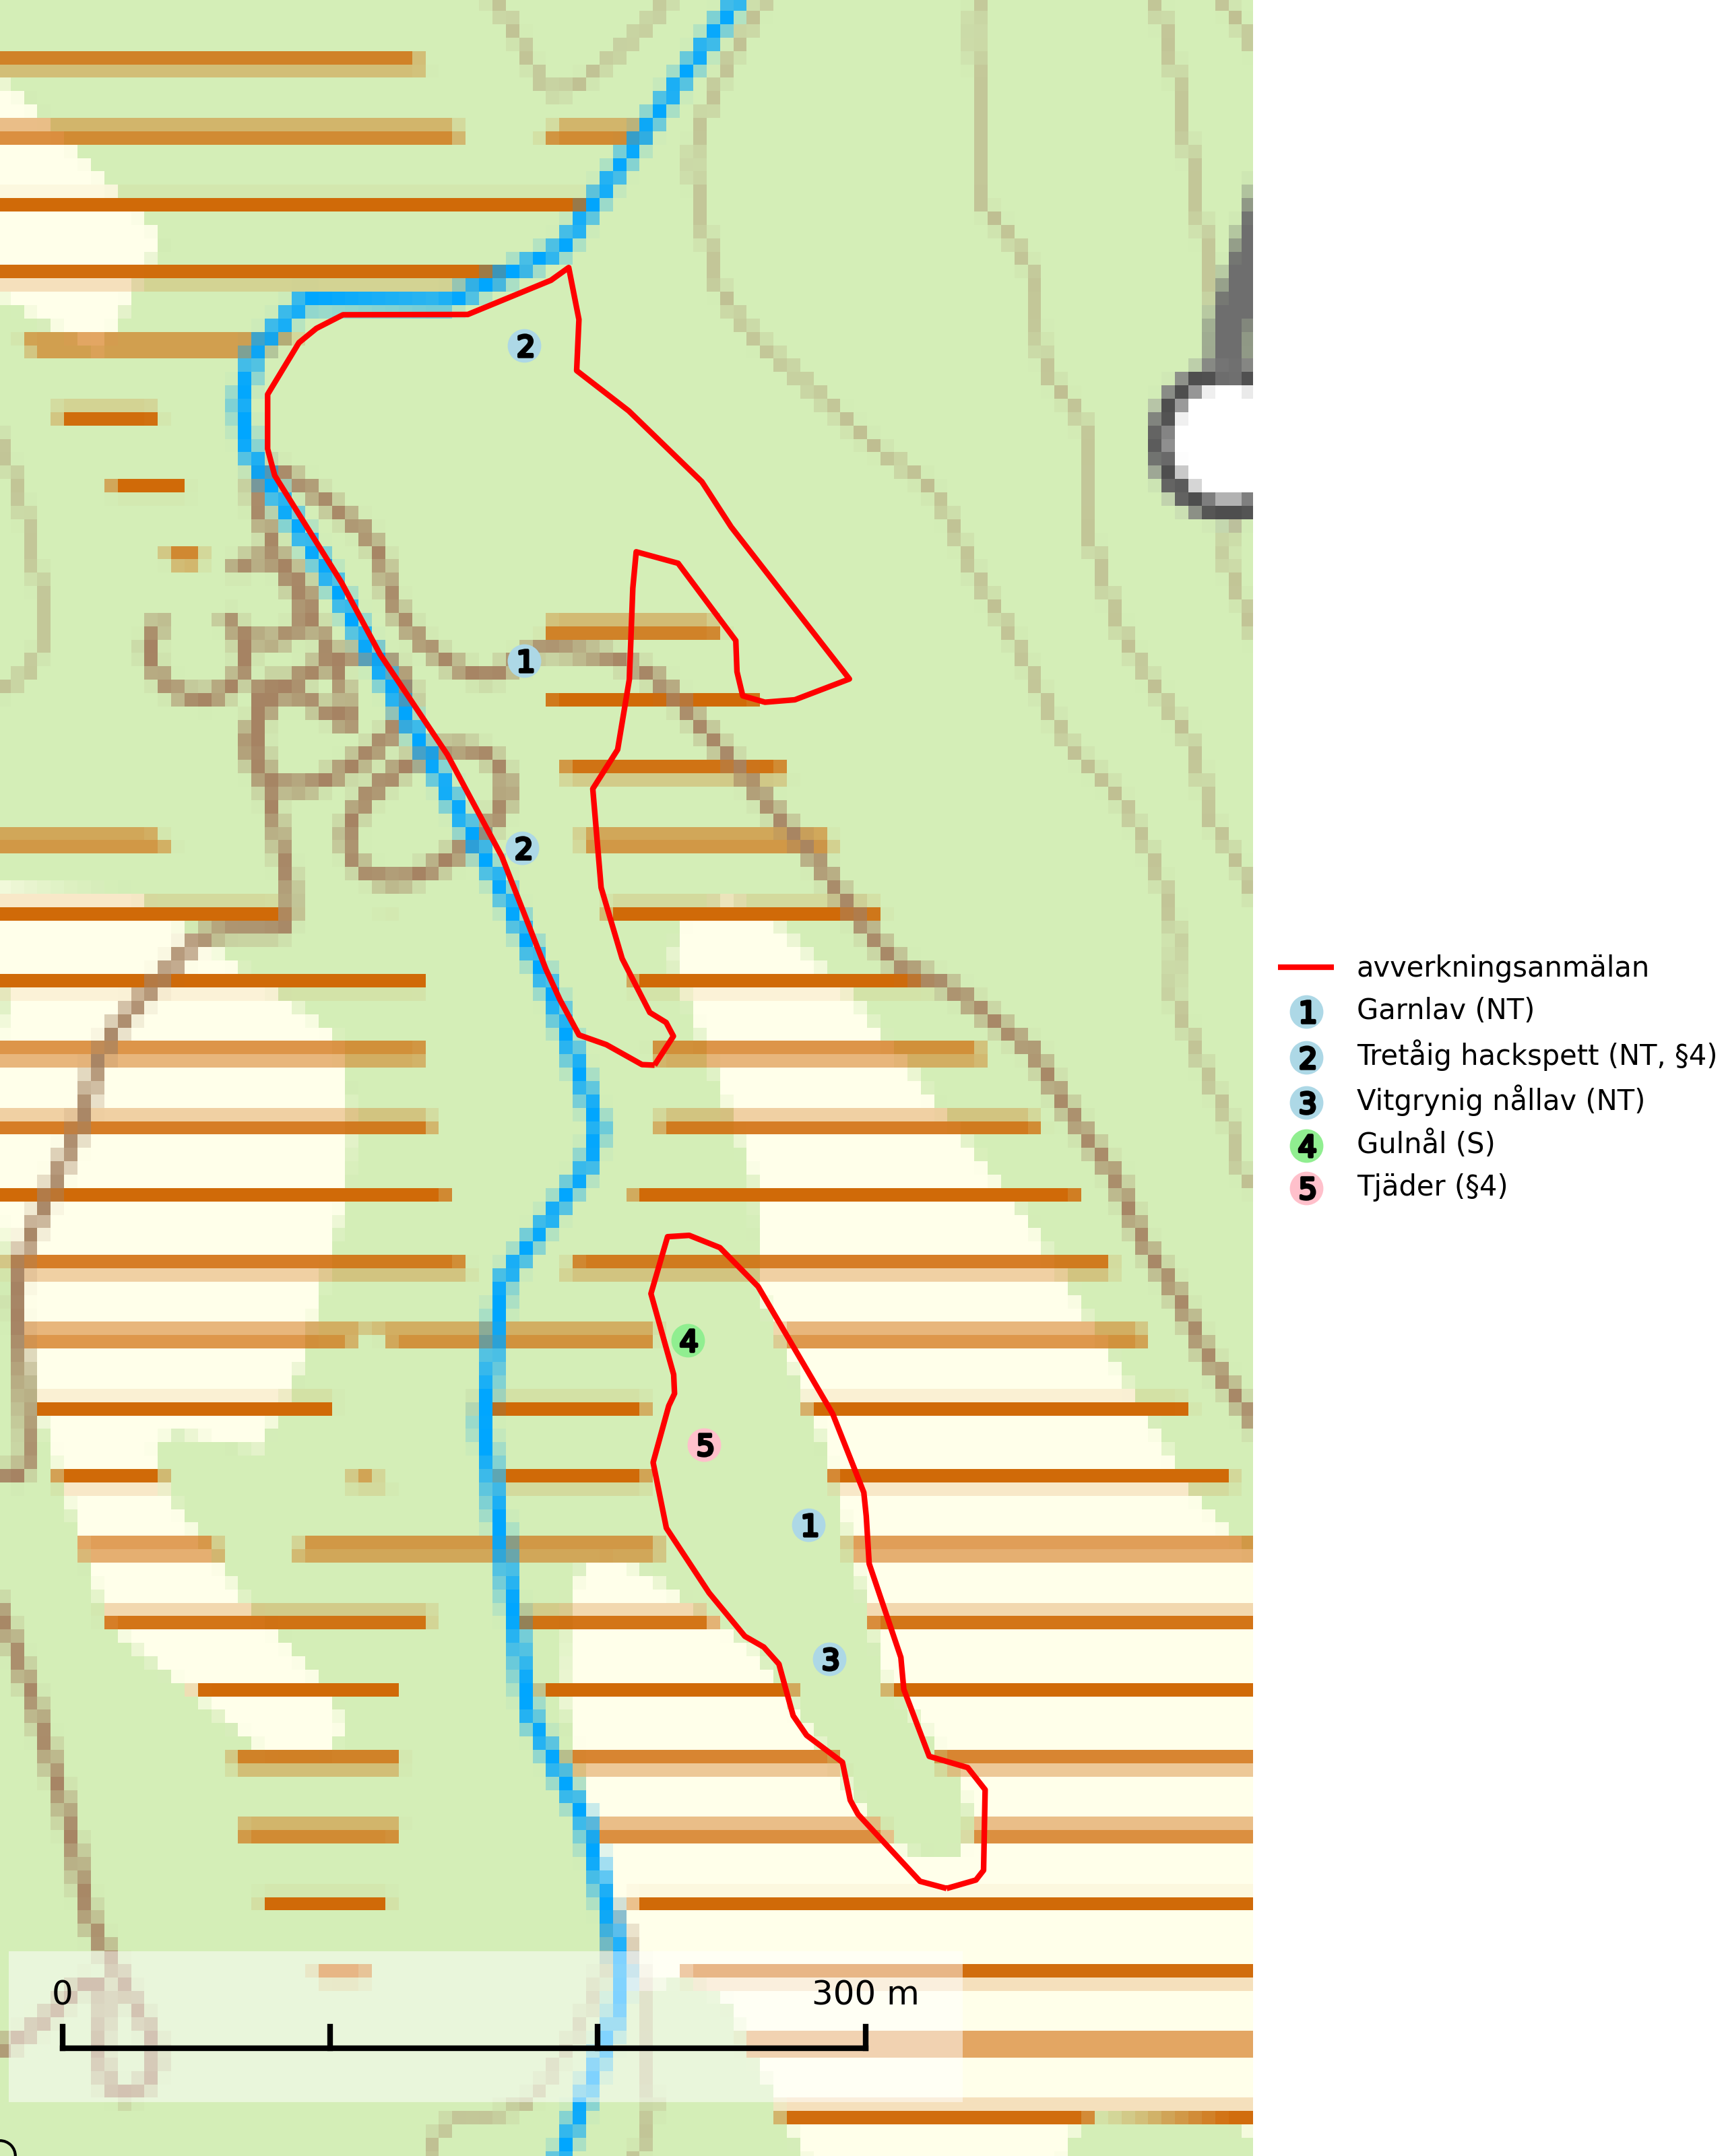 2
1
2
4
5
1
3
0 300 m
avverkningsanmälan
1 Garnlav (NT)
2 Tretåig hackspett (NT, §4)
3 Vitgrynig nållav (NT)
4 Gulnål (S)
5 Tjäder (§4)